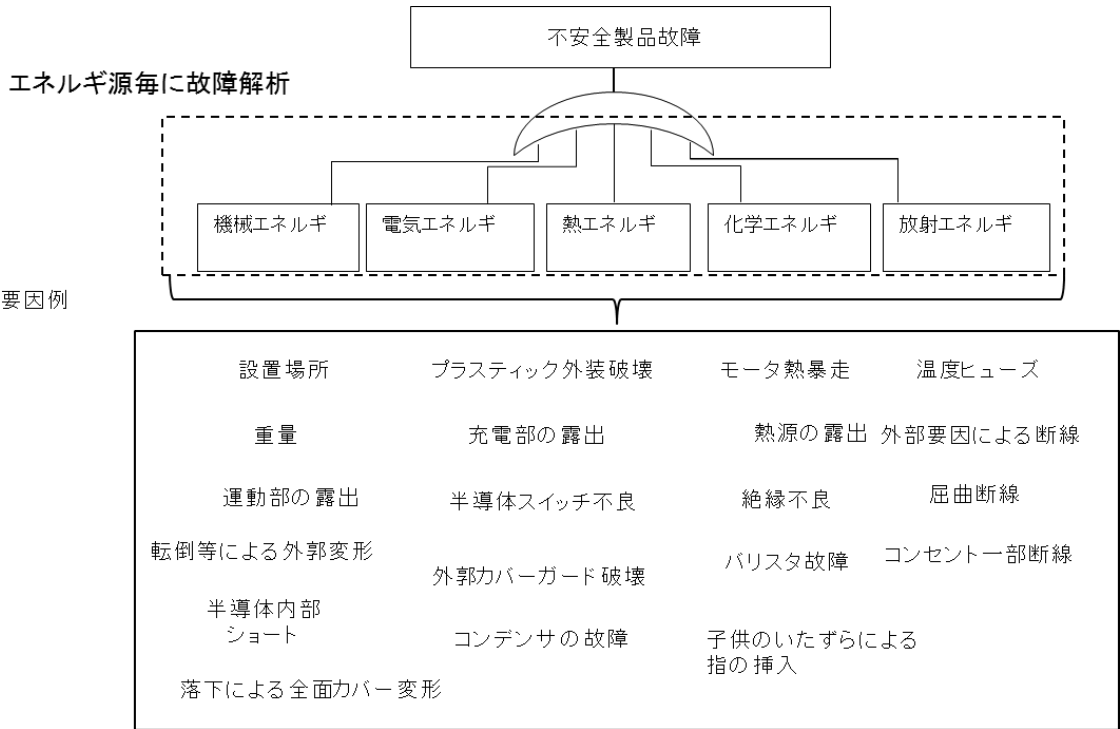 不安全製品故障
エネルギ源毎に故障解析
機械エネルギ
電気エネルギ
熱エネルギ
化学エネルギ
放射エネルギ
要因例
設置場所
プラスティック外装破壊
モータ熱暴走
温度ヒューズ
重量
充電部の露出
熱源の露出
外部要因による断線
運動部の露出
半導体スイッチ不良
絶縁不良
屈曲断線
転倒等による外郭変形
外郭カバーガード破壊
バリスタ故障
コンセント一部断線
半導体内部
ショート
コンデンサの故障
子供のいたずらによる
指の挿入
落下による全面カバー変形